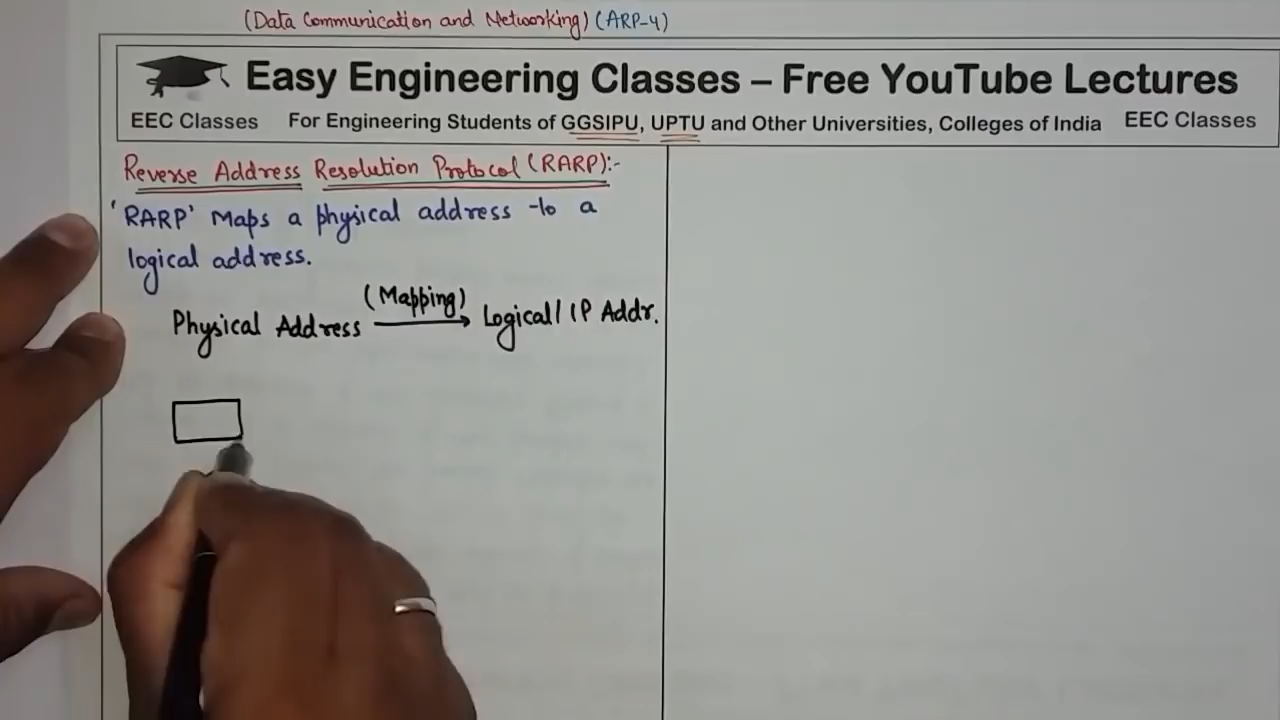 (Data Communication and Networking) (ARP-4)
Easy Engineering Classes – Free YouTube Lectures
EEC Classes For Engineering Students of GGSIPU, UPTU and Other Universities, Colleges of India EEC Classes
Reverse Address Resolution Protocol (RARP):-
'RARP' Maps a physical address to a
logical address.
(Mapping)
Physical Address → Logical/IP Addr.